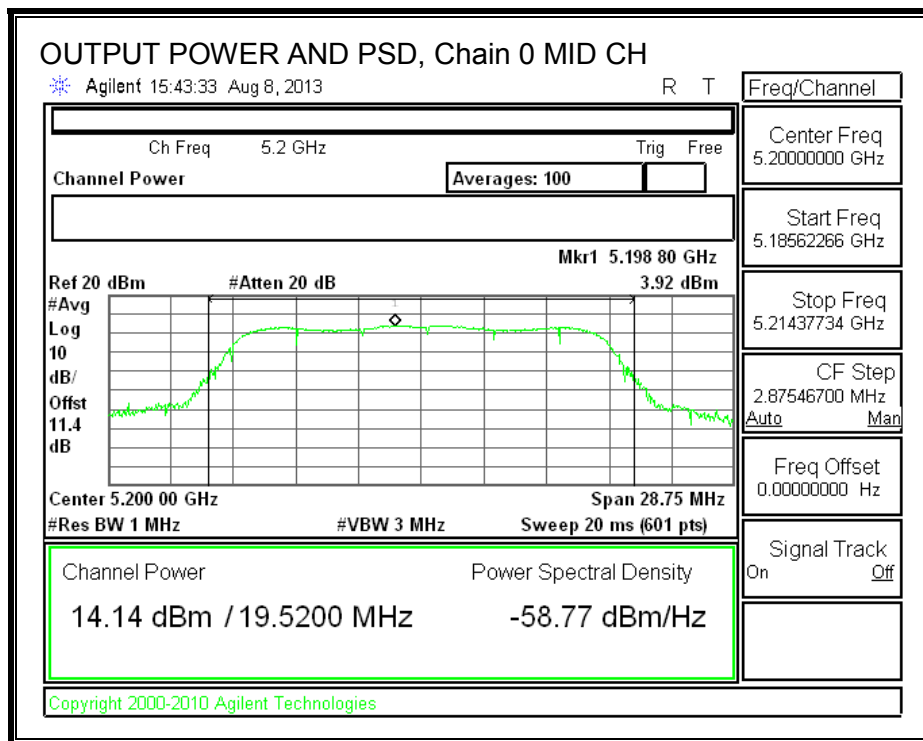 OUTPUT POWER AND PSD, Chain 0 MID CH
Agilent 15:43:33 Aug 8, 2013 R T
Freq/Channel
Ch Freq 5.2 GHz Trig Free
Channel Power Averages: 100
Center Freq
5.20000000 GHz
Start Freq
5.18562266 GHz
Mkr1 5.198 80 GHz
Ref 20 dBm #Atten 20 dB 3.92 dBm
#Avg
Log
10
dB/
Offst
11.4
dB
1
Stop Freq
5.21437734 GHz
CF Step
2.87546700 MHz
Auto Man
Center 5.200 00 GHz Span 28.75 MHz
#Res BW 1 MHz #VBW 3 MHz Sweep 20 ms (601 pts)
Freq Offset
0.00000000 Hz
Signal Track
On Off
Channel Power Power Spectral Density
14.14 dBm / 19.5200 MHz -58.77 dBm/Hz
Copyright 2000-2010 Agilent Technologies